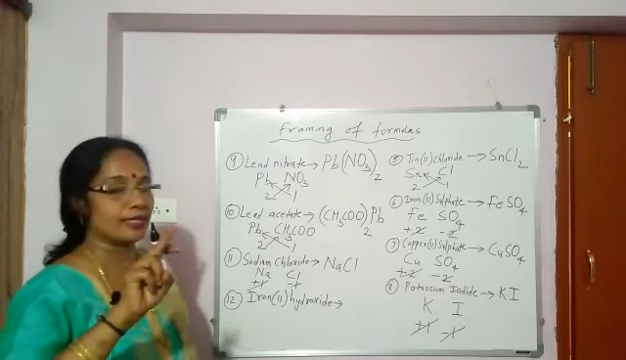 Framing of formulas
⑨ Lead nitrate → Pb(NO₃)₂
Pb NO₃
2 1
⑩ Lead acetate → (CH₃COO)₂Pb
Pb CH₃COO
2 1
⑪ Sodium Chloride → NaCl
Na Cl
+1 -1
⑫ Iron(II) hydroxide →
⑤ Tin(II) Chloride → SnCl₂
Sn Cl
2 1
⑥ Iron(II) Sulphate → FeSO₄
Fe SO₄
+2 -2
⑦ Copper(II) Sulphate → CuSO₄
Cu SO₄
+2 -2
⑧ Potassium Iodide → KI
K I
+1 -1